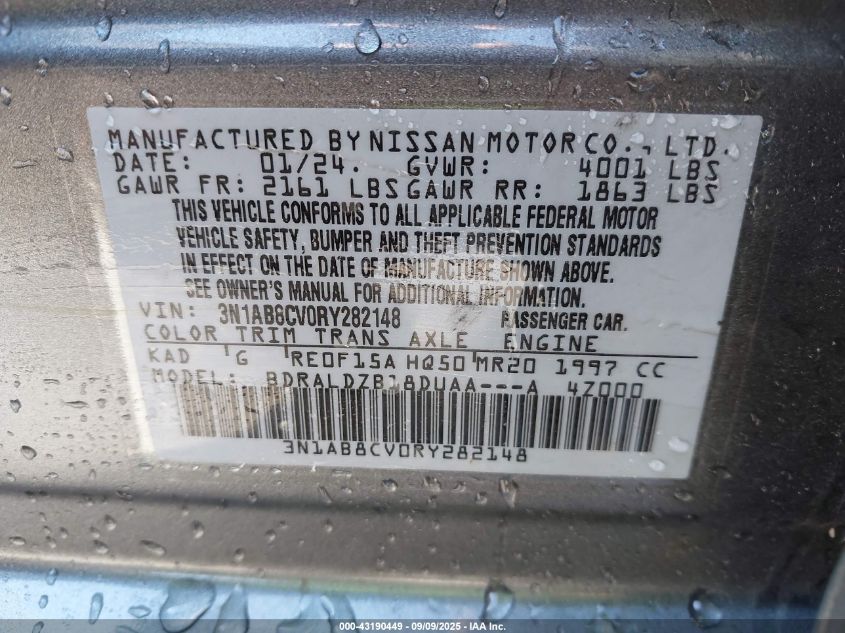 MANUFACTURED BY NISSAN MOTOR CO., LTD.
DATE: 01/24. GVWR: 4001 LBS
GAWR FR: 2161 LBS GAWR RR: 1863 LBS
THIS VEHICLE CONFORMS TO ALL APPLICABLE FEDERAL MOTOR
VEHICLE SAFETY, BUMPER AND THEFT PREVENTION STANDARDS
IN EFFECT ON THE DATE OF MANUFACTURE SHOWN ABOVE.
SEE OWNER'S MANUAL FOR ADDITIONAL INFORMATION.
VIN: 3N1AB8CV0RY282148 PASSENGER CAR.
COLOR TRIM TRANS AXLE ENGINE
KAD G RE0F15A HQ50 MR20 1997 CC
MODEL: BDRALDZB18DUAA---A 4Z000
3N1AB8CV0RY282148
000-43190449 - 09/09/2025 - IAA, Inc.